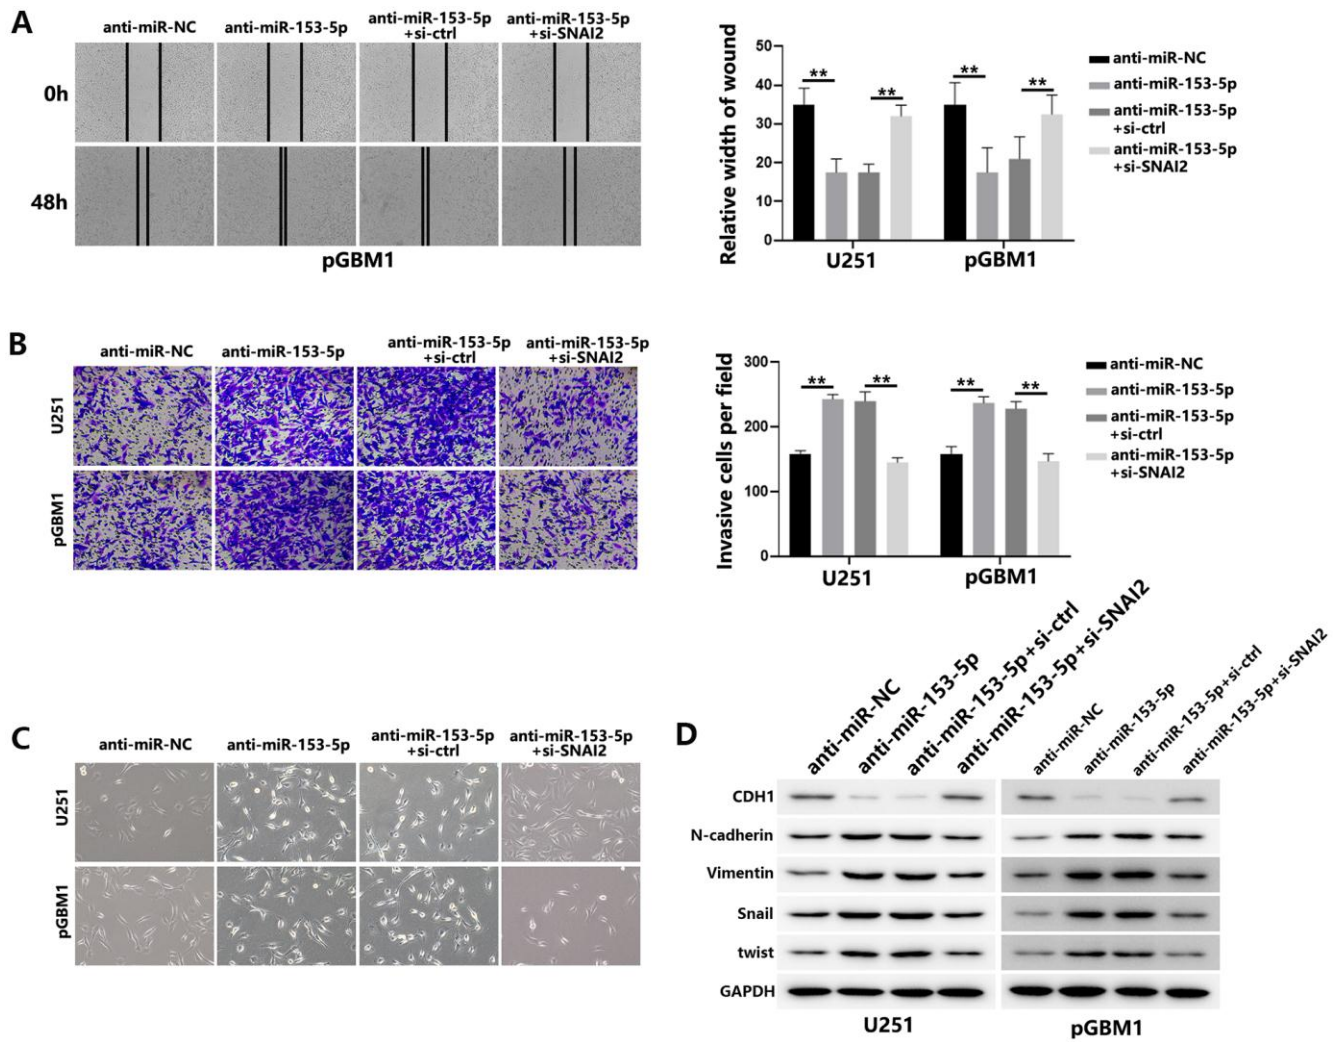 A
anti-miR-NC
anti-miR-153-5p
anti-miR-153-5p
+si-ctrl
anti-miR-153-5p
+si-SNAI2
0h
48h
pGBM1
Relative width of wound
50
40
30
20
10
0
**
**
**
**
U251
pGBM1
anti-miR-NC
anti-miR-153-5p
anti-miR-153-5p
+si-ctrl
anti-miR-153-5p
+si-SNAI2
B
anti-miR-NC
anti-miR-153-5p
anti-miR-153-5p
+si-ctrl
anti-miR-153-5p
+si-SNAI2
U251
pGBM1
Invasive cells per field
300
200
100
0
**
**
**
**
U251
pGBM1
anti-miR-NC
anti-miR-153-5p
anti-miR-153-5p
+si-ctrl
anti-miR-153-5p
+si-SNAI2
C
anti-miR-NC
anti-miR-153-5p
anti-miR-153-5p
+si-ctrl
anti-miR-153-5p
+si-SNAI2
U251
pGBM1
D
anti-miR-NC
anti-miR-153-5p
anti-miR-153-5p+si-ctrl
anti-miR-153-5p+si-SNAI2
anti-miR-NC
anti-miR-153-5p
anti-miR-153-5p+si-ctrl
anti-miR-153-5p+si-SNAI2
CDH1
N-cadherin
Vimentin
Snail
twist
GAPDH
U251
pGBM1